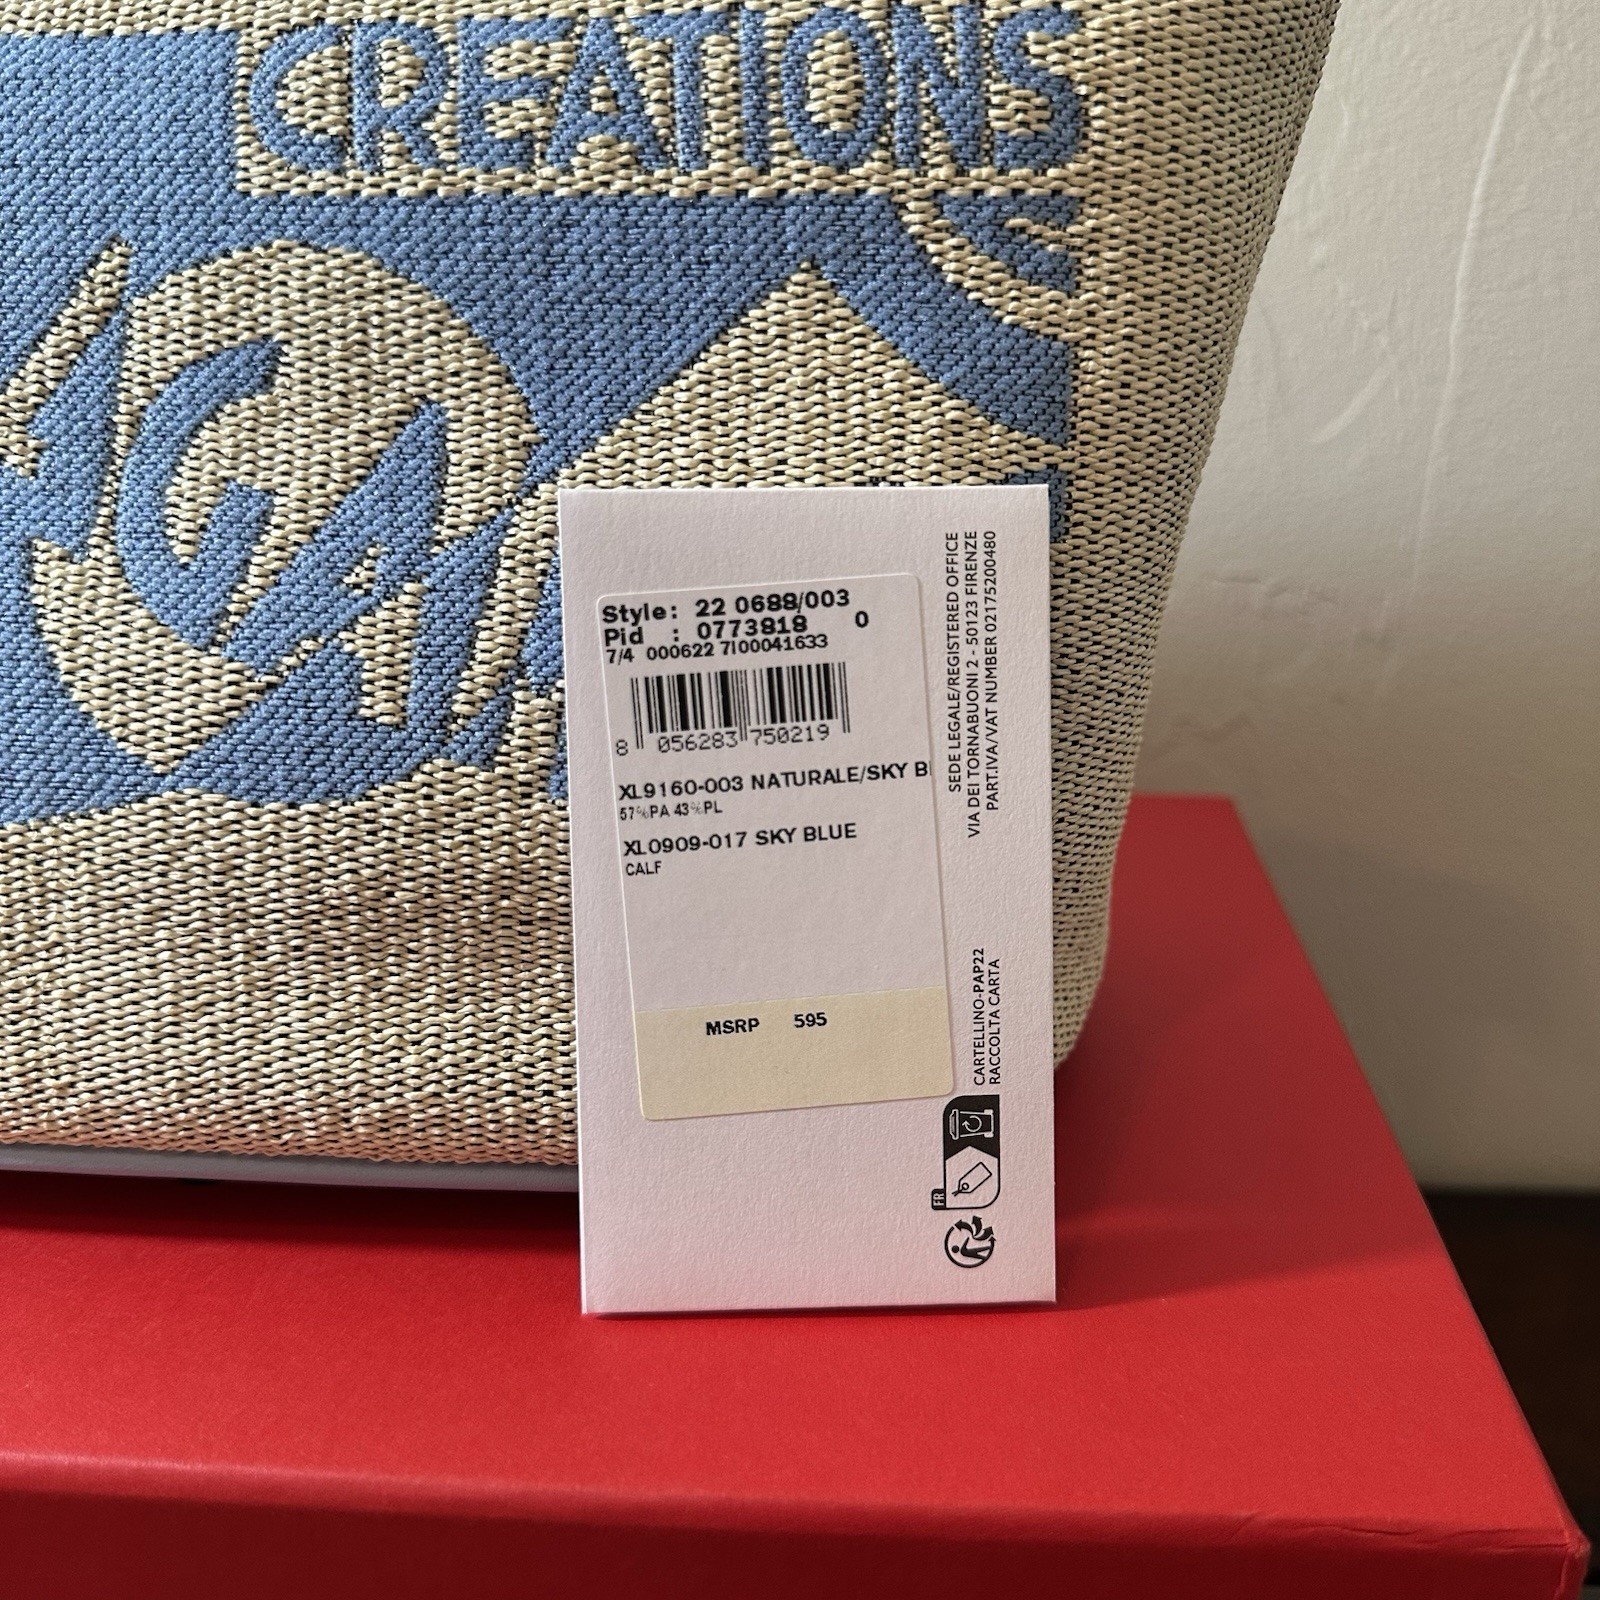 CREATIONS
GA
Style: 22 0688/003
Pid : 0773818 0
7/4 000622 7I00041633
8 056283 750219
XL9160-003 NATURALE/SKY B
57%PA 43%PL
XL0909-017 SKY BLUE
CALF
MSRP 595
SEDE LEGALE/REGISTERED OFFICE
VIA DEI TORNABUONI 2 - 50123 FIRENZE
PART.IVA/VAT NUMBER 02175200480
CARTELLINO-PAP22
RACCOLTA CARTA
FR